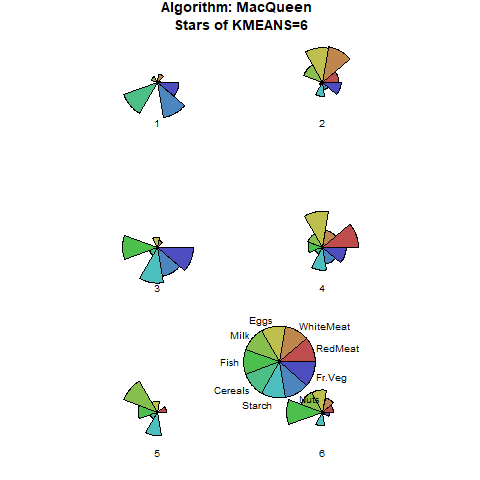 Algorithm: MacQueen
Stars of KMEANS=6
1
2
3
4
Eggs
WhiteMeat
Milk
RedMeat
Fish
Fr.Veg
Cereals
Nuts
Starch
5
6